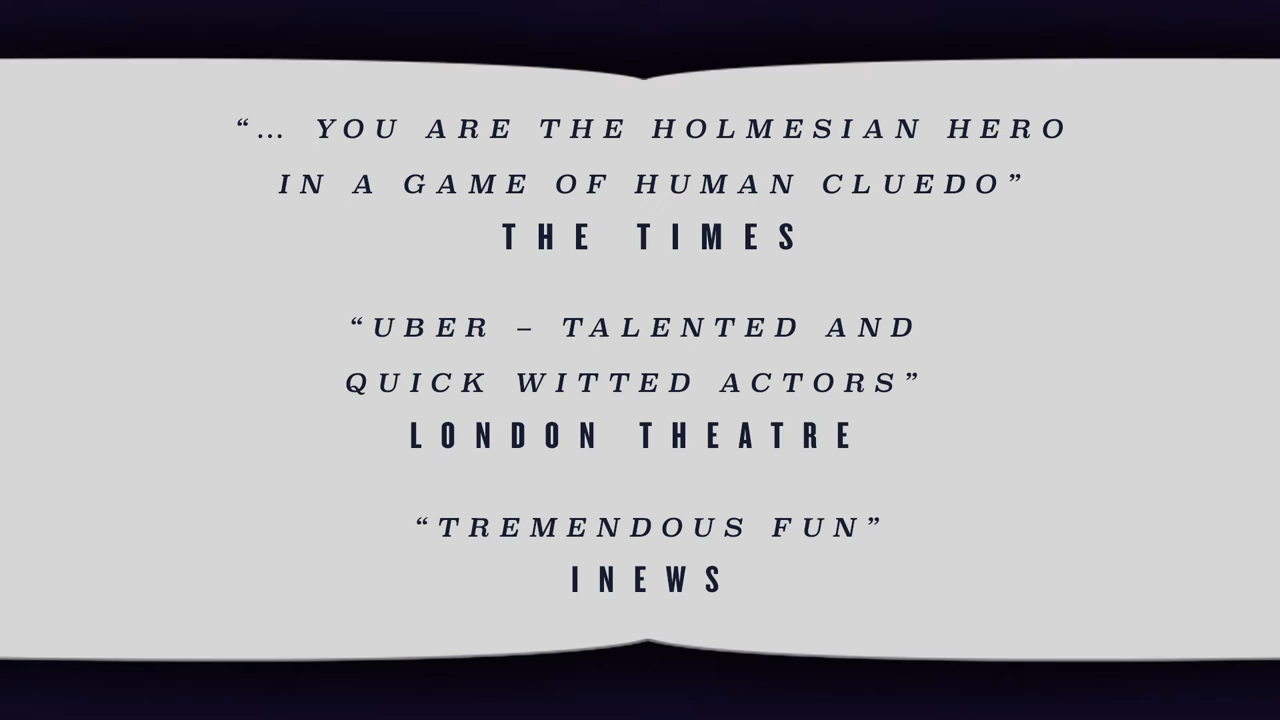 “… YOU ARE THE HOLMESIAN HERO
IN A GAME OF HUMAN CLUEDO”
THE TIMES
“UBER – TALENTED AND
QUICK WITTED ACTORS”
LONDON THEATRE
“TREMENDOUS FUN”
INEWS